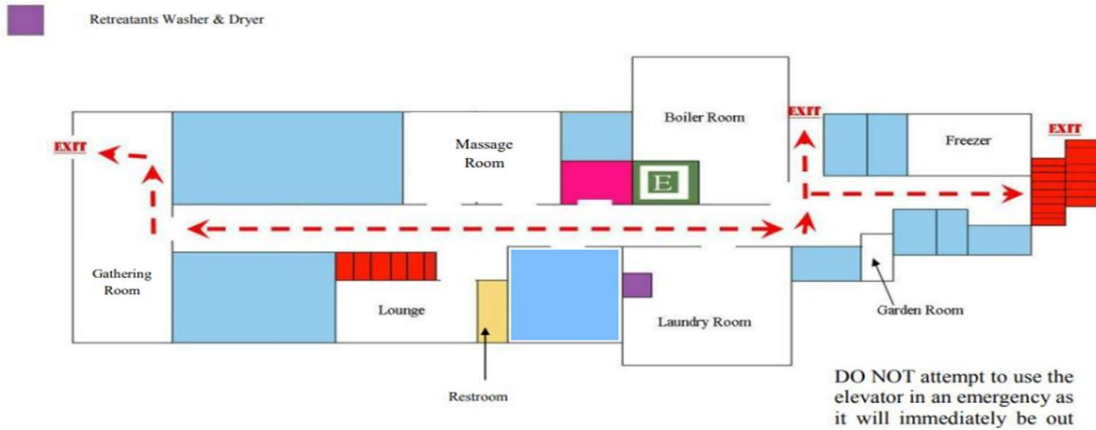 Retreatants Washer & Dryer
EXIT
Massage
Room
Boiler Room
EXIT
Freezer
EXIT
E
Gathering
Room
Lounge
Laundry Room
Garden Room
Restroom
DO NOT attempt to use the
elevator in an emergency as
it will immediately be out